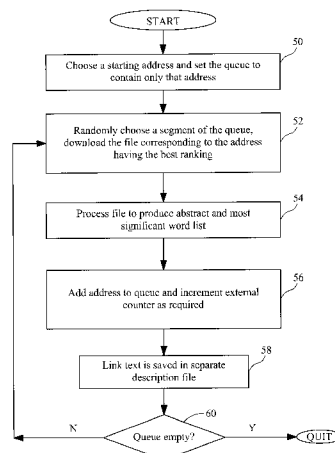 START
50
Choose a starting address and set the queue to
contain only that address
52
Randomly choose a segment of the queue,
download the file corresponding to the address
having the best ranking
54
Process file to produce abstract and most
significant word list
56
Add address to queue and increment external
counter as required
58
Link text is saved in separate
description file
60
N
Queue empty?
Y
QUIT